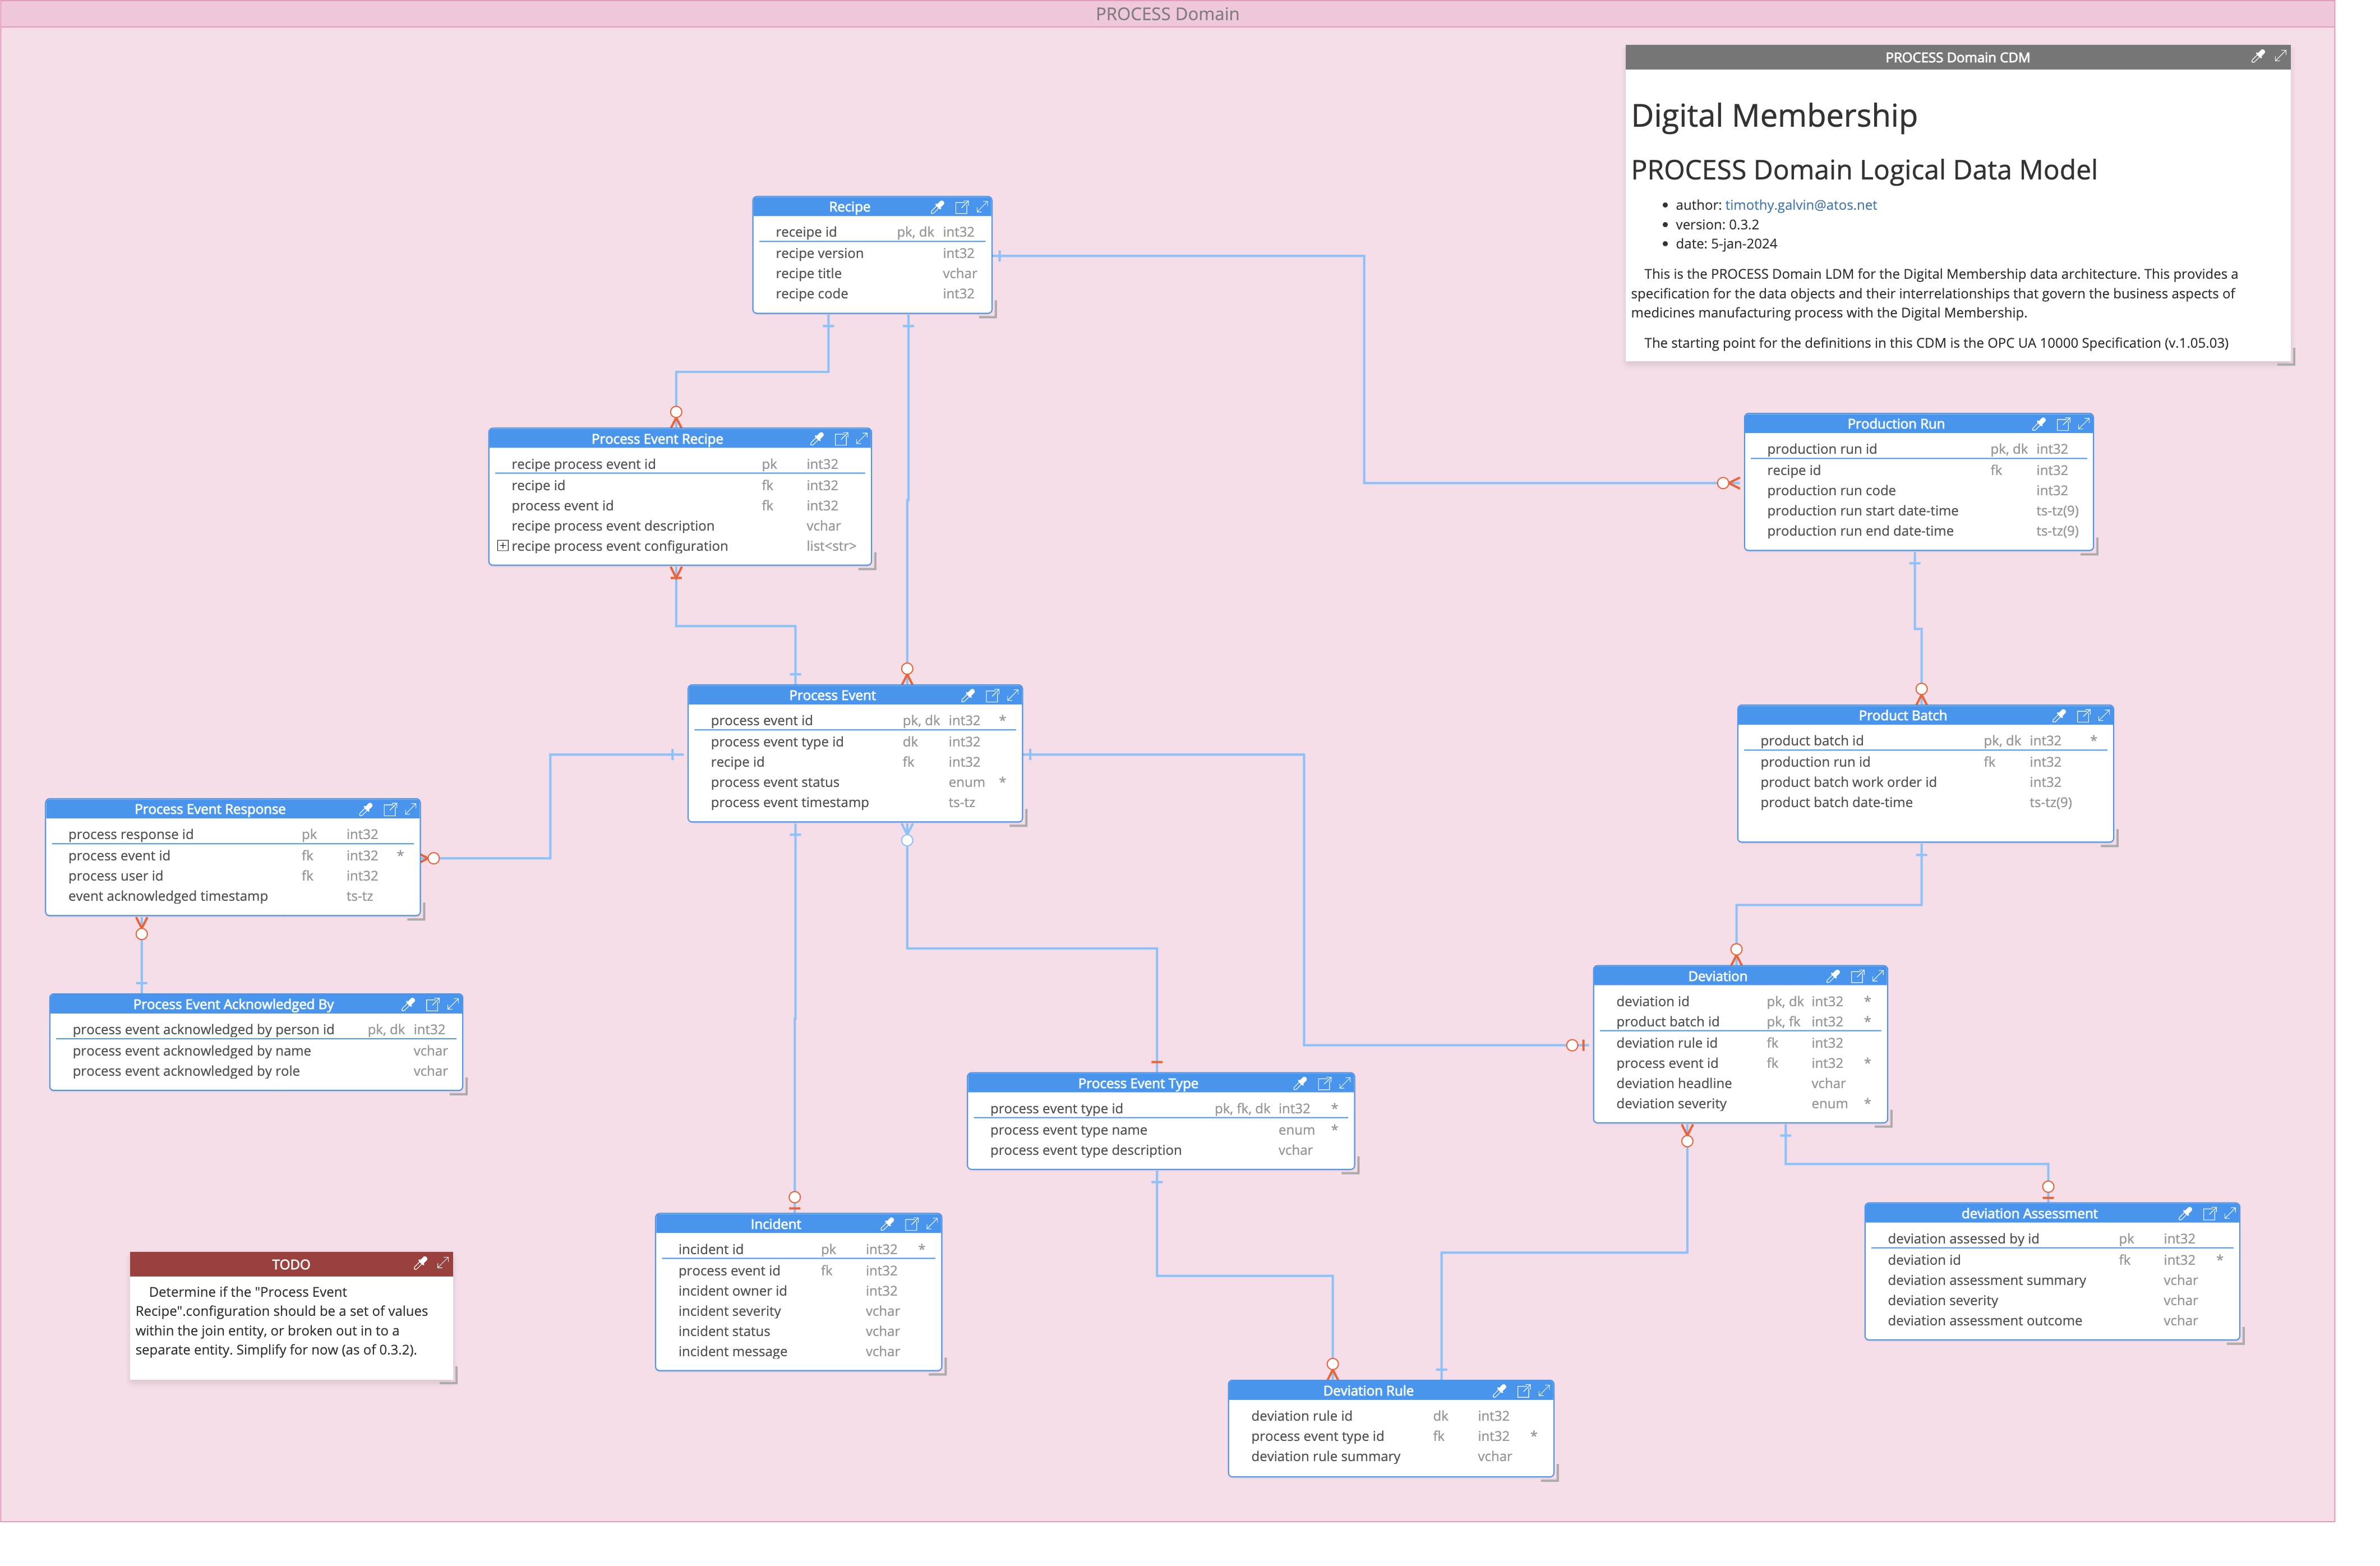 PROCESS Domain
PROCESS Domain CDM
Digital Membership
PROCESS Domain Logical Data Model
• author: timothy.galvin@atos.net
• version: 0.3.2
• date: 5-jan-2024
This is the PROCESS Domain LDM for the Digital Membership data architecture. This provides a
specification for the data objects and their interrelationships that govern the business aspects of
medicines manufacturing process with the Digital Membership.
The starting point for the definitions in this CDM is the OPC UA 10000 Specification (v.1.05.03)
Recipe
receipe id pk, dk int32
recipe version int32
recipe title vchar
recipe code int32
Process Event Recipe
recipe process event id pk int32
recipe id fk int32
process event id fk int32
recipe process event description vchar
recipe process event configuration list<str>
Production Run
production run id pk, dk int32
recipe id fk int32
production run code int32
production run start date-time ts-tz(9)
production run end date-time ts-tz(9)
Process Event
process event id pk, dk int32 *
process event type id dk int32
recipe id fk int32
process event status enum *
process event timestamp ts-tz
Product Batch
product batch id pk, dk int32 *
production run id fk int32
product batch work order id int32
product batch date-time ts-tz(9)
Process Event Response
process response id pk int32
process event id fk int32 *
process user id fk int32
event acknowledged timestamp ts-tz
Process Event Acknowledged By
process event acknowledged by person id pk, dk int32
process event acknowledged by name vchar
process event acknowledged by role vchar
Deviation
deviation id pk, dk int32 *
product batch id pk, fk int32 *
deviation rule id fk int32
process event id fk int32 *
deviation headline vchar
deviation severity enum *
Process Event Type
process event type id pk, fk, dk int32 *
process event type name enum *
process event type description vchar
Incident
incident id pk int32 *
process event id fk int32
incident owner id int32
incident severity vchar
incident status vchar
incident message vchar
deviation Assessment
deviation assessed by id pk int32
deviation id fk int32 *
deviation assessment summary vchar
deviation severity vchar
deviation assessment outcome vchar
TODO
Determine if the "Process Event
Recipe".configuration should be a set of values
within the join entity, or broken out in to a
separate entity. Simplify for now (as of 0.3.2).
Deviation Rule
deviation rule id dk int32
process event type id fk int32 *
deviation rule summary vchar